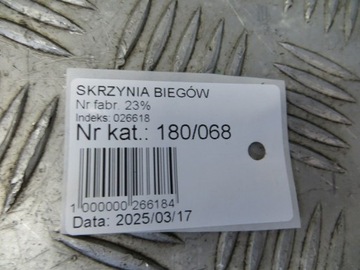 SKRZYNIA BIEGÓW
Nr fabr. 23%
Indeks: 026618
Nr kat.: 180/068
1 000000 266184
Data: 2025/03/17